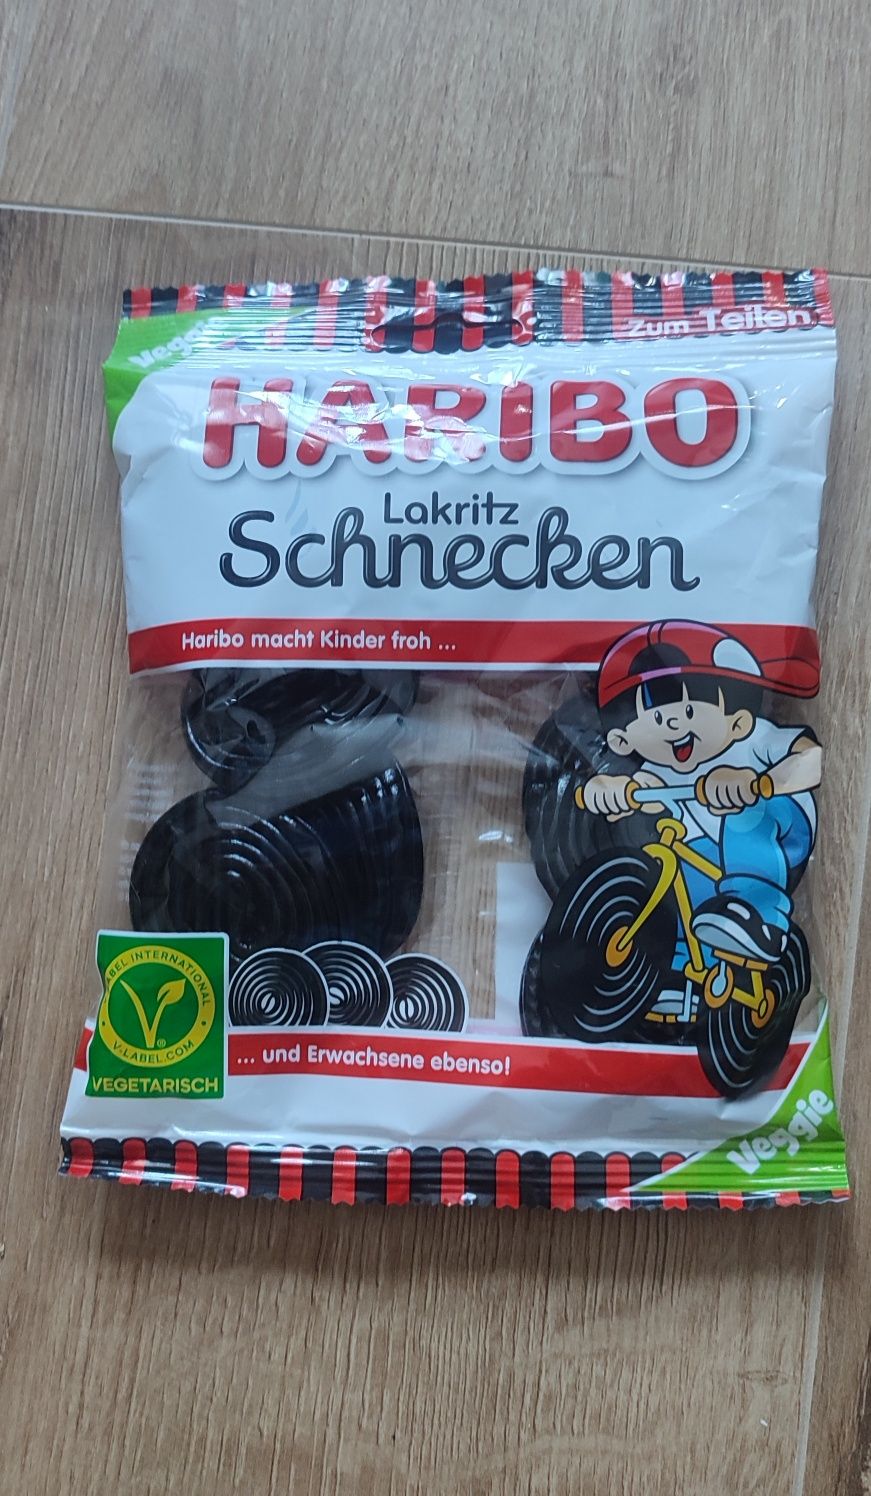 Veggie
Zum Teilen
HARIBO
Lakritz
Schnecken
Haribo macht Kinder froh ...
LABEL INTERNATIONAL
V-LABEL.COM
®
VEGETARISCH
... und Erwachsene ebenso!
Veggie